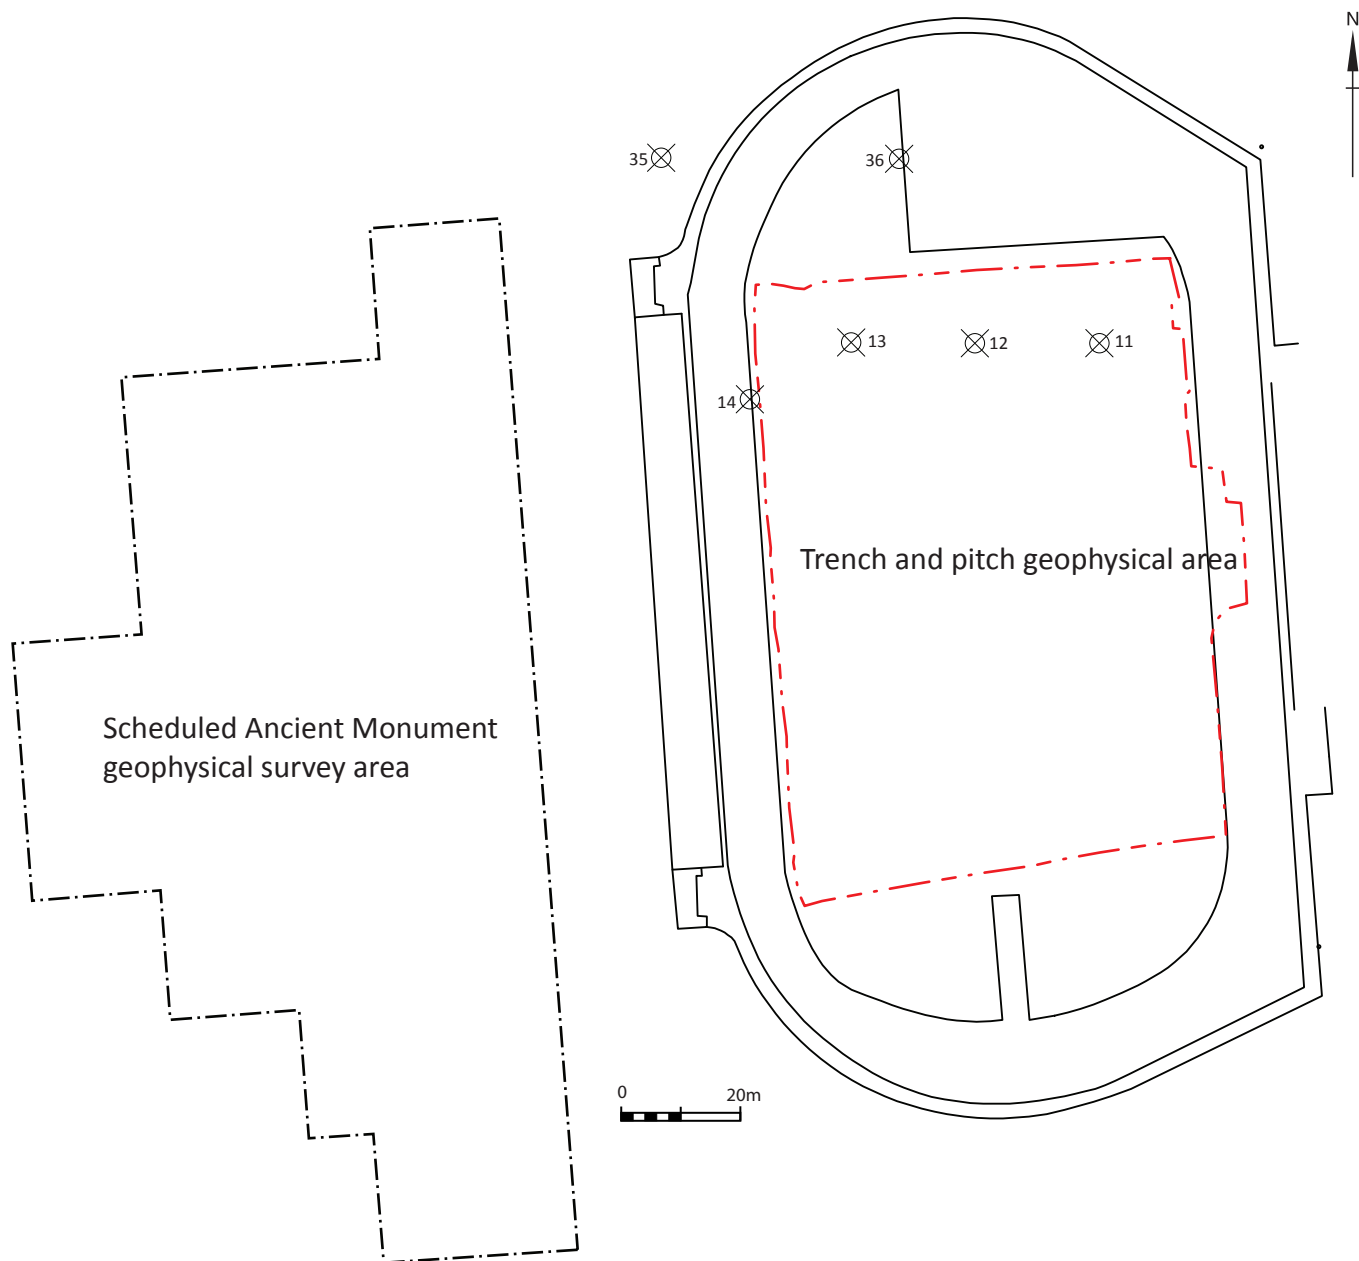 N
35
36
13
12
11
14
Trench and pitch geophysical area
Scheduled Ancient Monument
geophysical survey area
0
20m